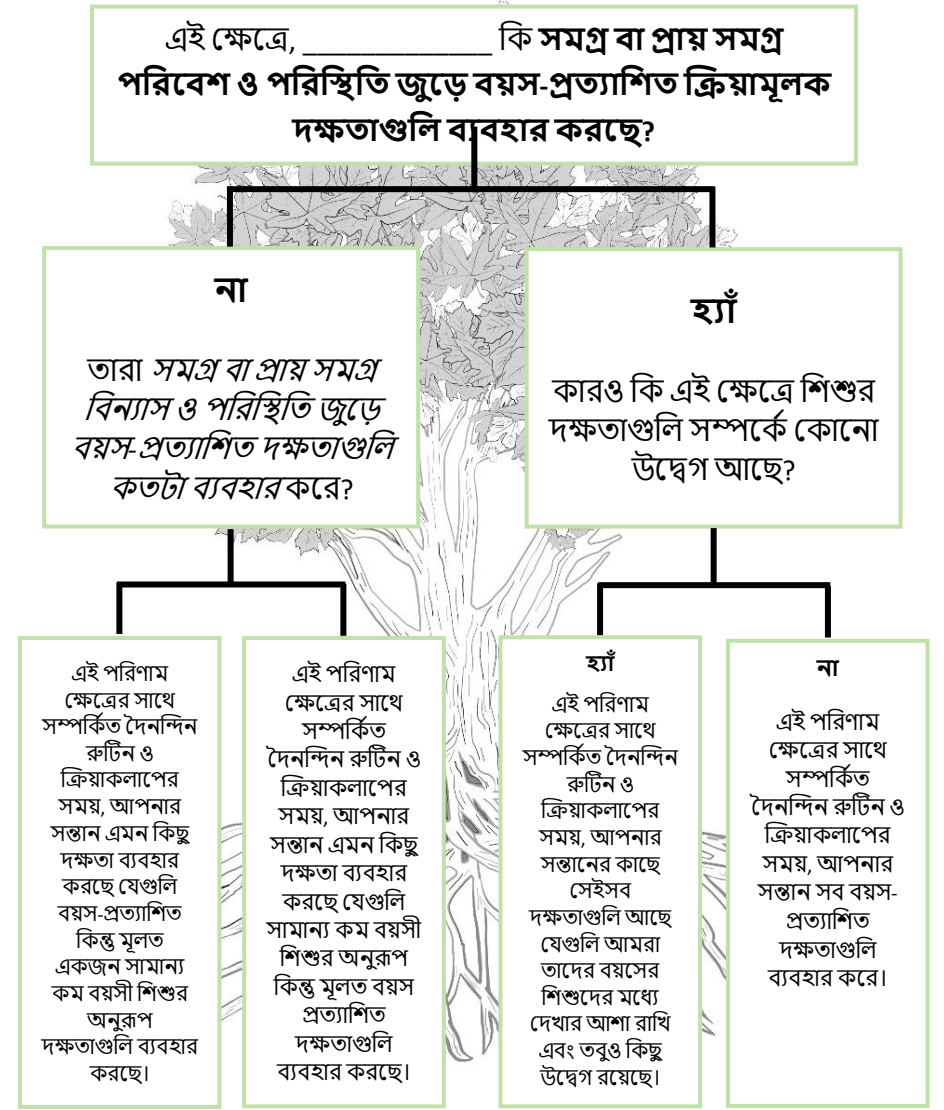 এই ক্ষেত্রে, _____________ কি সমগ্র বা প্রায় সমগ্র
পরিবেশ ও পরিস্থিতি জুড়ে বয়স-প্রত্যাশিত ক্রিয়ামূলক
দক্ষতাগুলি ব্যবহার করছে?
না
তারা সমগ্র বা প্রায় সমগ্র
বিন্যাস ও পরিস্থিতি জুড়ে
বয়স-প্রত্যাশিত দক্ষতাগুলি
কতটা ব্যবহার করে?
হ্যাঁ
কারও কি এই ক্ষেত্রে শিশুর
দক্ষতাগুলি সম্পর্কে কোনো
উদ্বেগ আছে?
এই পরিণাম
ক্ষেত্রের সাথে
সম্পর্কিত দৈনন্দিন
রুটিন ও
ক্রিয়াকলাপের
সময়, আপনার
সন্তান এমন কিছু
দক্ষতা ব্যবহার
করছে যেগুলি
বয়স-প্রত্যাশিত
কিন্তু মূলত
একজন সামান্য
কম বয়সী শিশুর
অনুরূপ
দক্ষতাগুলি ব্যবহার
করছে।
এই পরিণাম
ক্ষেত্রের সাথে
সম্পর্কিত
দৈনন্দিন রুটিন ও
ক্রিয়াকলাপের
সময়, আপনার
সন্তান এমন কিছু
দক্ষতা ব্যবহার
করছে যেগুলি
সামান্য কম বয়সী
শিশুর অনুরূপ
কিন্তু মূলত বয়স
প্রত্যাশিত
দক্ষতাগুলি
ব্যবহার করছে।
হ্যাঁ
এই পরিণাম
ক্ষেত্রের সাথে
সম্পর্কিত দৈনন্দিন
রুটিন ও
ক্রিয়াকলাপের
সময়, আপনার
সন্তানের কাছে
সেইসব
দক্ষতাগুলি আছে
যেগুলি আমরা
তাদের বয়সের
শিশুদের মধ্যে
দেখার আশা রাখি
এবং তবুও কিছু
উদ্বেগ রয়েছে।
না
এই পরিণাম
ক্ষেত্রের সাথে
সম্পর্কিত
দৈনন্দিন রুটিন ও
ক্রিয়াকলাপের
সময়, আপনার
সন্তান সব বয়স-
প্রত্যাশিত
দক্ষতাগুলি
ব্যবহার করে।